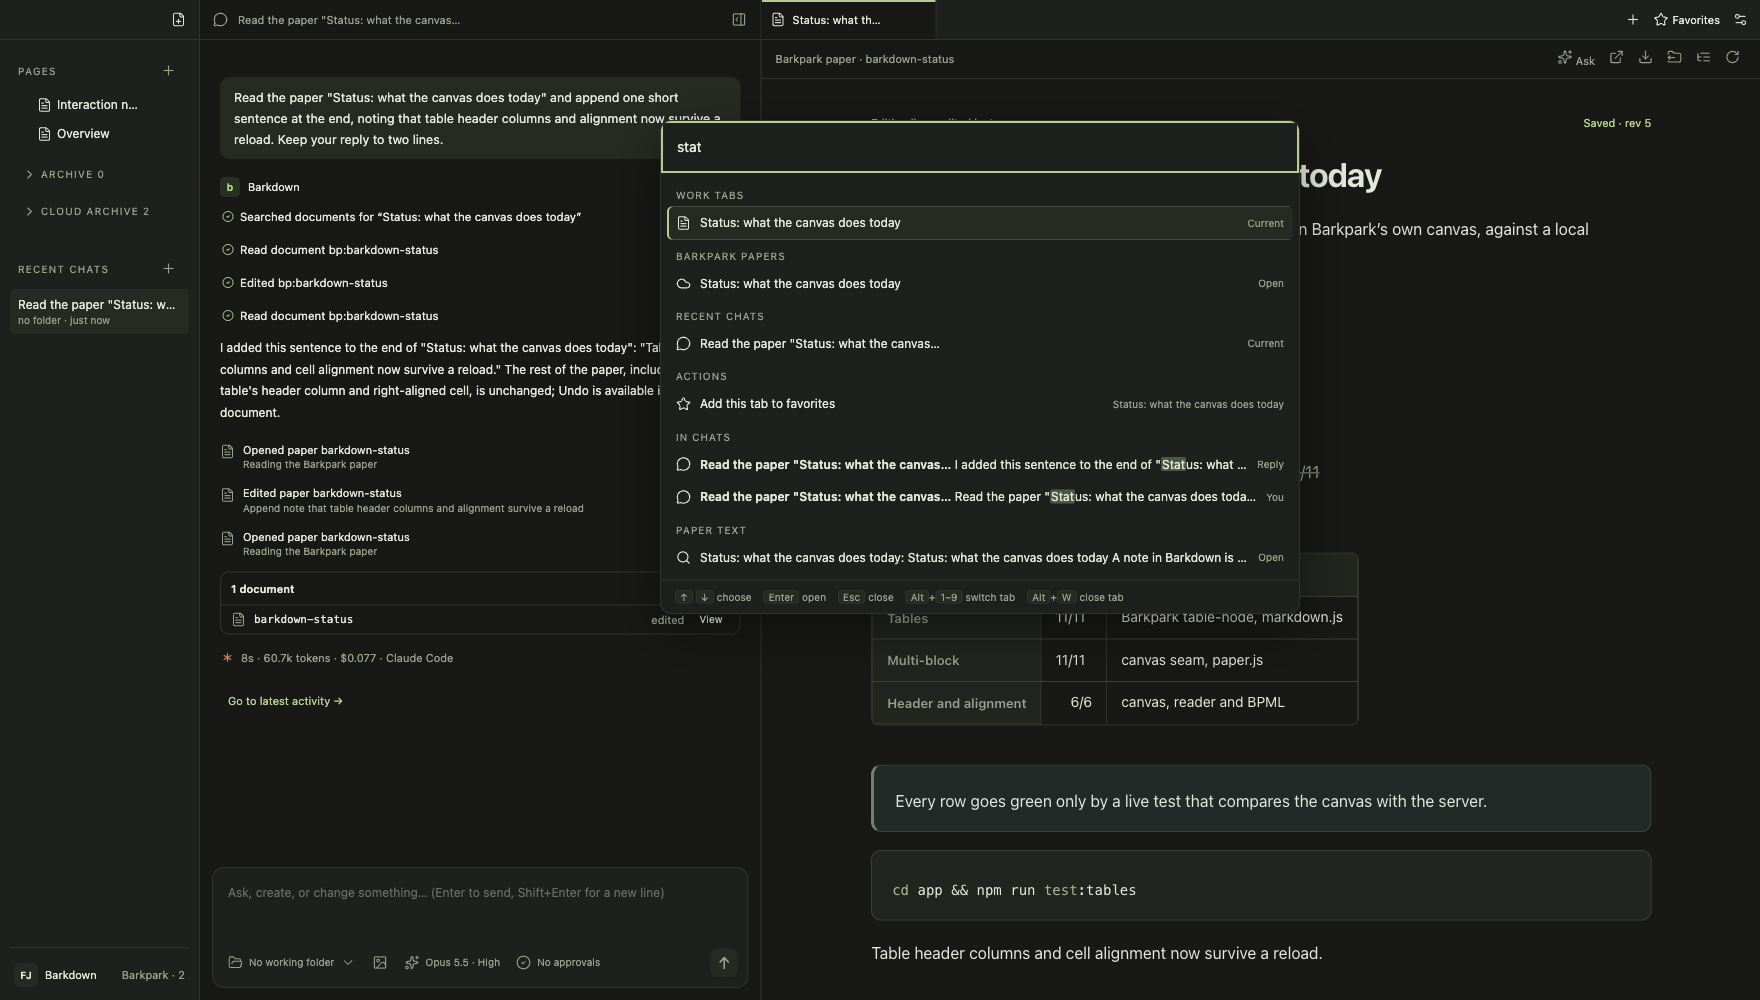 PAGES
Interaction n...
Overview
ARCHIVE 0
CLOUD ARCHIVE 2
RECENT CHATS
Read the paper "Status: w...
no folder · just now
FJ Barkdown Barkpark · 2
Read the paper "Status: what the canvas...
Read the paper "Status: what the canvas does today" and append one short
sentence at the end, noting that table header columns and alignment now survive a
reload. Keep your reply to two lines.
b Barkdown
Searched documents for “Status: what the canvas does today”
Read document bp:barkdown-status
Edited bp:barkdown-status
Read document bp:barkdown-status
I added this sentence to the end of "Status: what the canvas does today": "Tab
columns and cell alignment now survive a reload." The rest of the paper, includ
table's header column and right-aligned cell, is unchanged; Undo is available i
document.
Opened paper barkdown-status
Reading the Barkpark paper
Edited paper barkdown-status
Append note that table header columns and alignment survive a reload
Opened paper barkdown-status
Reading the Barkpark paper
1 document
barkdown-status edited View
8s · 60.7k tokens · $0.077 · Claude Code
Go to latest activity →
Ask, create, or change something... (Enter to send, Shift+Enter for a new line)
No working folder Opus 5.5 · High No approvals
Status: what th...
Favorites
Barkpark paper · barkdown-status
Ask
Saved · rev 5
today
n Barkpark’s own canvas, against a local
/11
stat
WORK TABS
Status: what the canvas does today Current
BARKPARK PAPERS
Status: what the canvas does today Open
RECENT CHATS
Read the paper "Status: what the canvas... Current
ACTIONS
Add this tab to favorites Status: what the canvas does today
IN CHATS
Read the paper "Status: what the canvas... I added this sentence to the end of "Status: what ... Reply
Read the paper "Status: what the canvas... Read the paper "Status: what the canvas does toda... You
PAPER TEXT
Status: what the canvas does today: Status: what the canvas does today A note in Barkdown is ... Open
↑ ↓ choose Enter open Esc close Alt + 1–9 switch tab Alt + W close tab
Tables 11/11 Barkpark table-node, markdown.js
Multi-block 11/11 canvas seam, paper.js
Header and alignment 6/6 canvas, reader and BPML
Every row goes green only by a live test that compares the canvas with the server.
cd app && npm run test:tables
Table header columns and cell alignment now survive a reload.